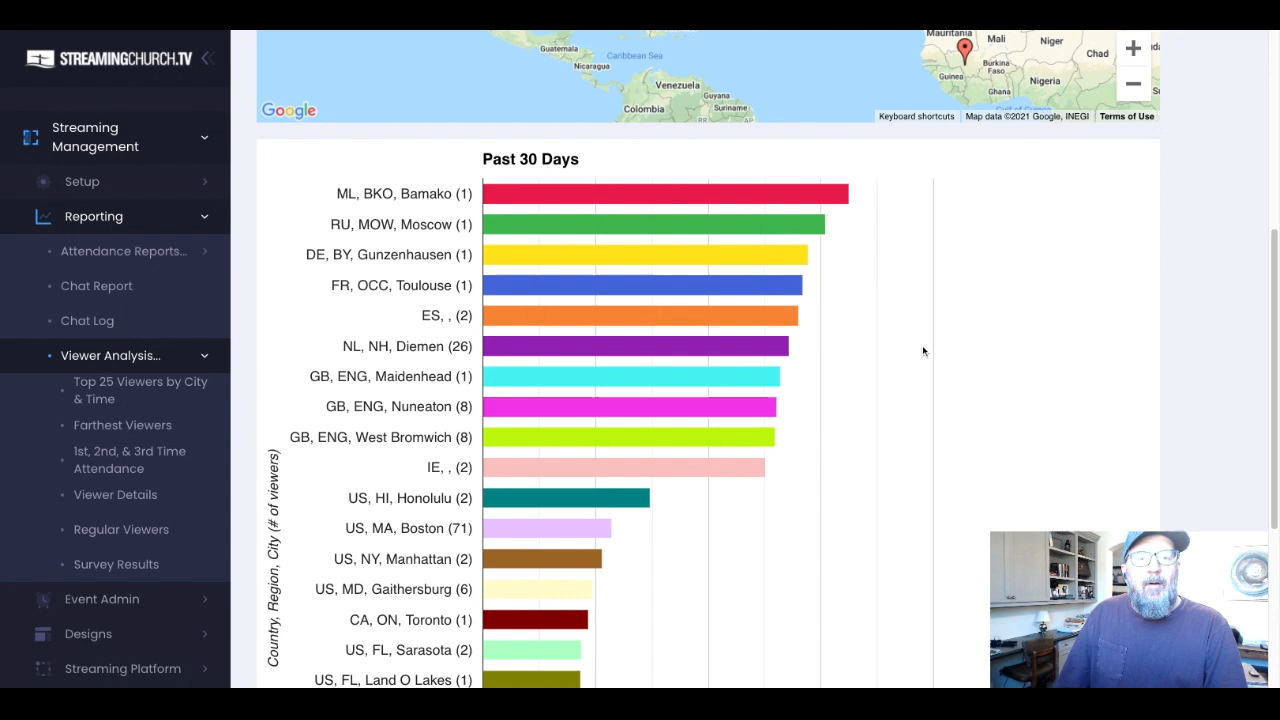 STREAMINGCHURCH.TV
Streaming
Management
Setup
Reporting
Attendance Reports...
Chat Report
Chat Log
Viewer Analysis...
Top 25 Viewers by City
& Time
Farthest Viewers
1st, 2nd, & 3rd Time
Attendance
Viewer Details
Regular Viewers
Survey Results
Event Admin
Designs
Streaming Platform
Guatemala
Caribbean Sea
Nicaragua
Venezuela
Guyana
Colombia
Suriname
Mauritania
Mali
Niger
Chad
Guinea
Burkina
Faso
Nigeria
Ghana
Gulf of Guinea
Google
Keyboard shortcuts
Map data ©2021 Google, INEGI
Terms of Use
Past 30 Days
ML, BKO, Bamako (1)
RU, MOW, Moscow (1)
DE, BY, Gunzenhausen (1)
FR, OCC, Toulouse (1)
ES, , (2)
NL, NH, Diemen (26)
GB, ENG, Maidenhead (1)
GB, ENG, Nuneaton (8)
GB, ENG, West Bromwich (8)
IE, , (2)
US, HI, Honolulu (2)
US, MA, Boston (71)
US, NY, Manhattan (2)
US, MD, Gaithersburg (6)
CA, ON, Toronto (1)
US, FL, Sarasota (2)
US, FL, Land O Lakes (1)
Country, Region, City (# of viewers)